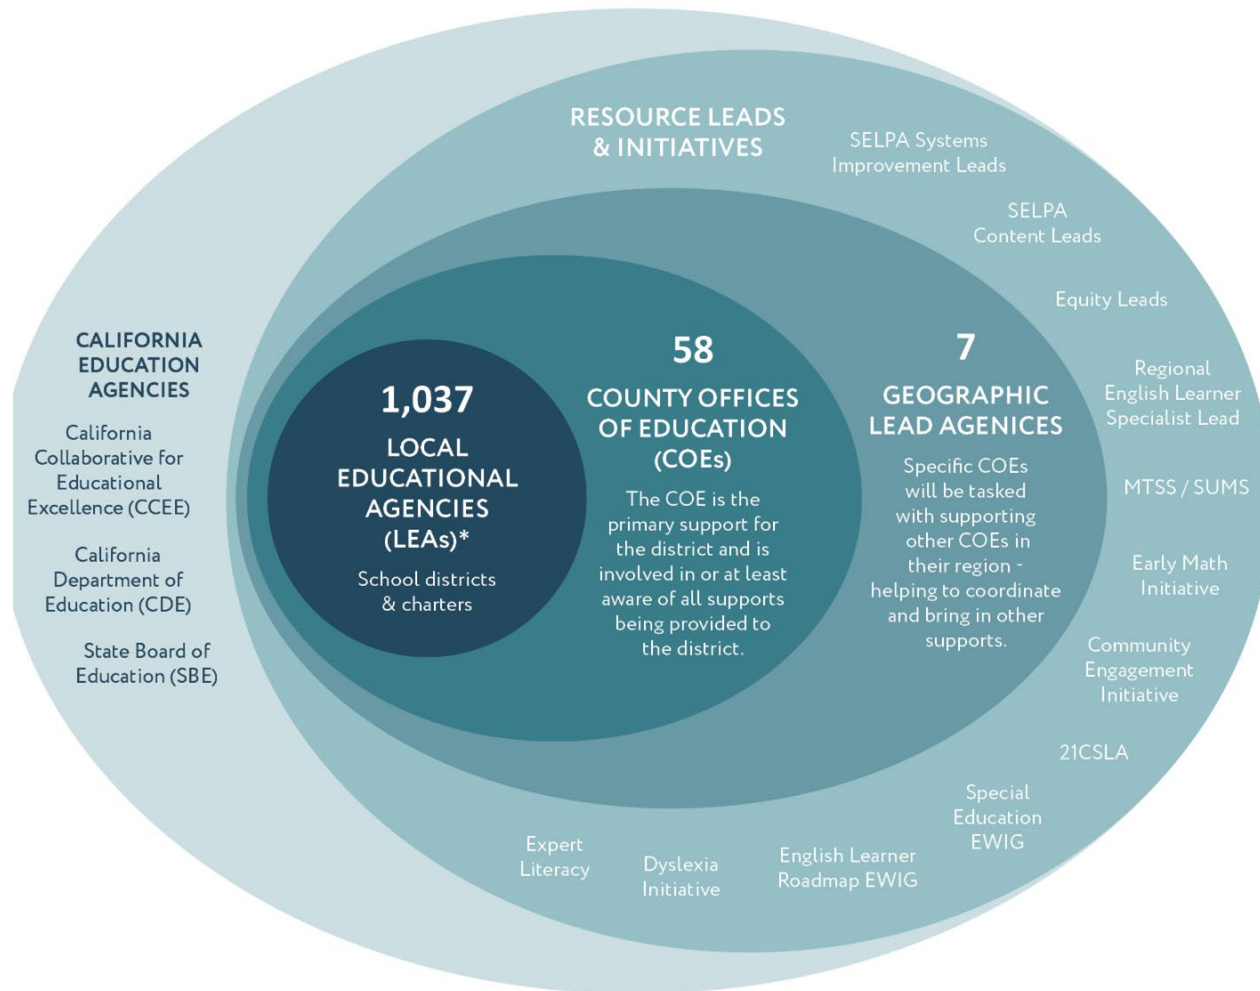 RESOURCE LEADS
& INITIATIVES
SELPA Systems
Improvement Leads
SELPA
Content Leads
Equity Leads
Regional
English Learner
Specialist Lead
MTSS / SUMS
Early Math
Initiative
Community
Engagement
Initiative
21CSLA
Special
Education
EWIG
English Learner
Roadmap EWIG
Dyslexia
Initiative
Expert
Literacy
CALIFORNIA
EDUCATION
AGENCIES
California
Collaborative for
Educational
Excellence (CCEE)
California
Department of
Education (CDE)
State Board of
Education (SBE)
1,037
LOCAL
EDUCATIONAL
AGENCIES
(LEAs)*
School districts
& charters
58
COUNTY OFFICES
OF EDUCATION
(COEs)
The COE is the
primary support for
the district and is
involved in or at least
aware of all supports
being provided to
the district.
7
GEOGRAPHIC
LEAD AGENICES
Specific COEs
will be tasked
with supporting
other COEs in
their region -
helping to coordinate
and bring in other
supports.